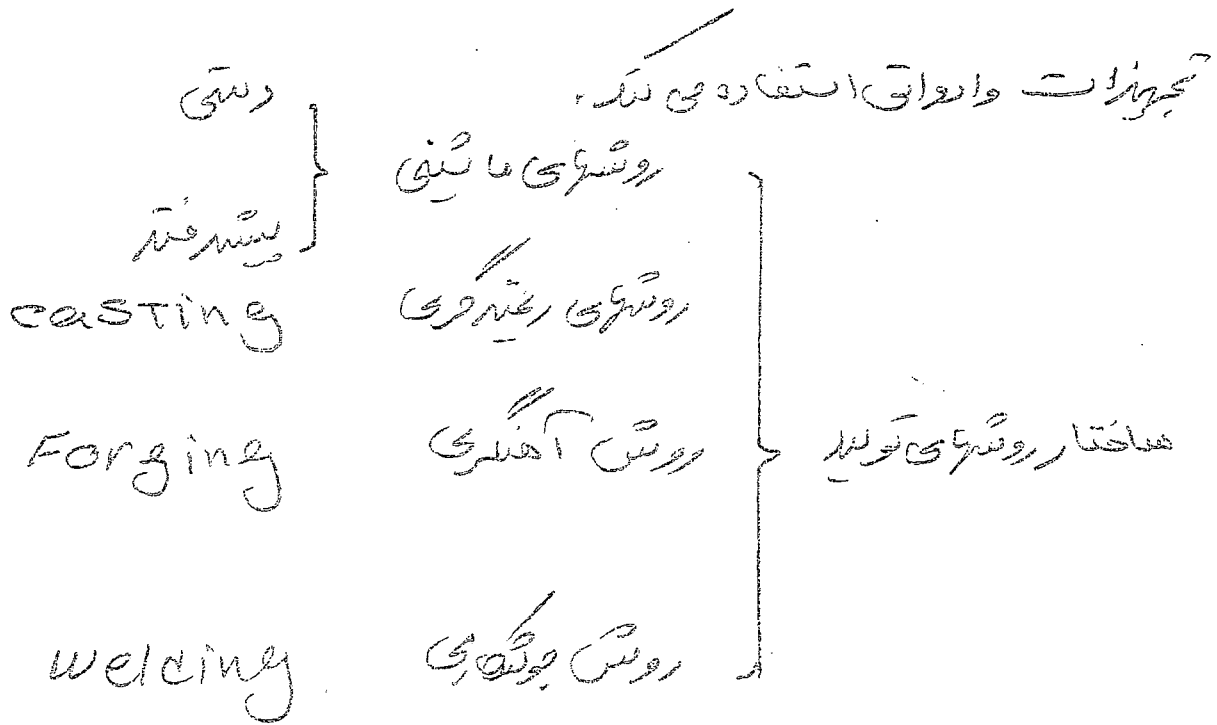 تجهیزات وادواتی استفاده می کند.
روشهای ماشینی دستی
پیشرفته
روشهای ریخته گری casting
ساختار روشهای تولید روش آهنگری Forging
روش جوشکاری welding